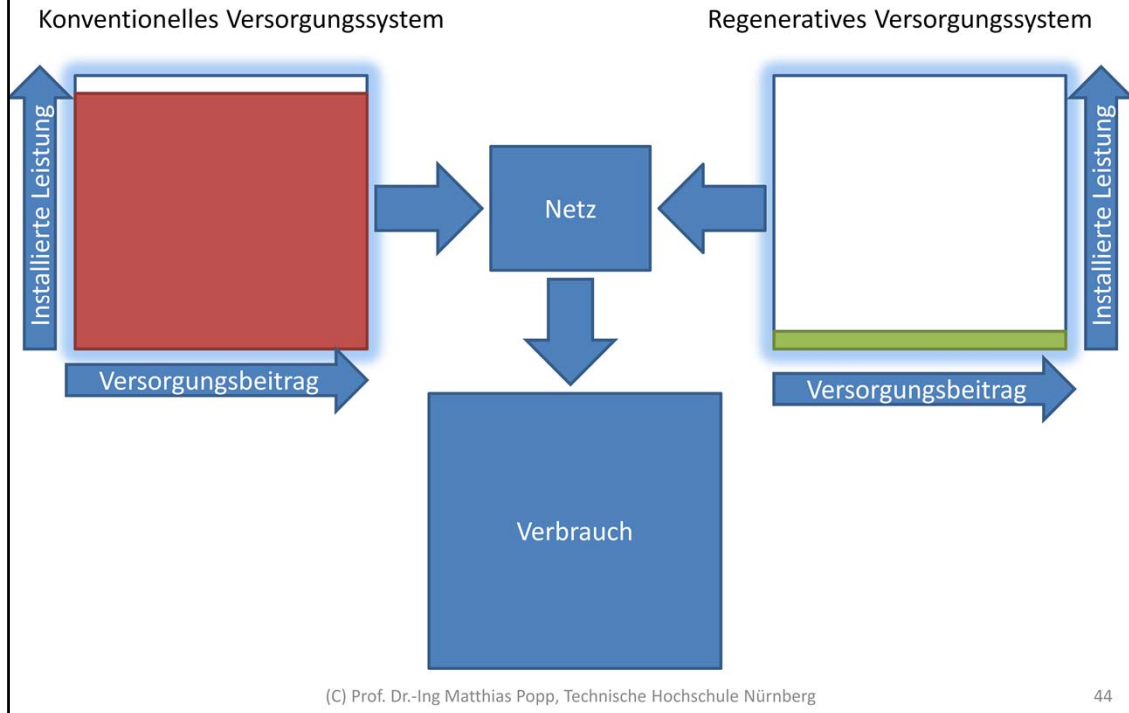 Konventionelles Versorgungssystem
Regeneratives Versorgungssystem
Installierte Leistung
Versorgungsbeitrag
Netz
Installierte Leistung
Versorgungsbeitrag
Verbrauch
(C) Prof. Dr.-Ing Matthias Popp, Technische Hochschule Nürnberg
44